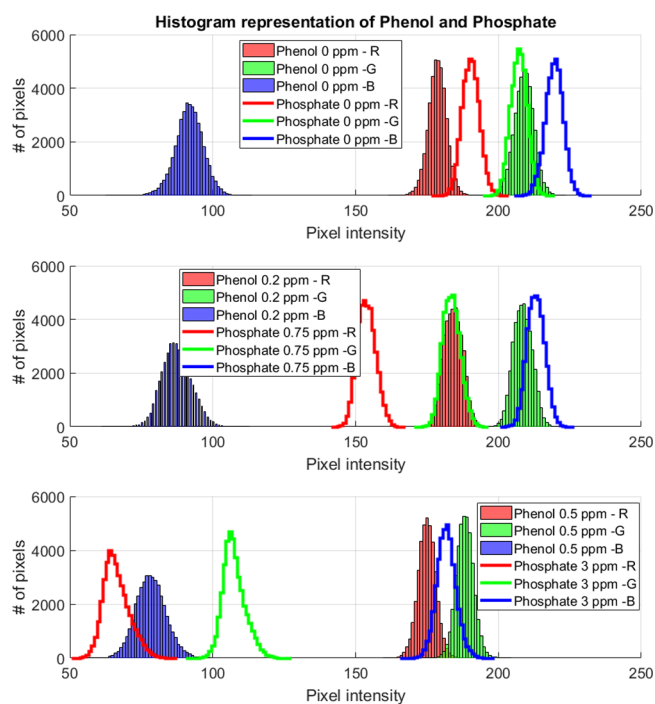 Histogram representation of Phenol and Phosphate
6000
4000
2000
0
# of pixels
Phenol 0 ppm - R
Phenol 0 ppm -G
Phenol 0 ppm -B
Phosphate 0 ppm -R
Phosphate 0 ppm -G
Phosphate 0 ppm -B
50 100 150 200 250
Pixel intensity
6000
4000
2000
0
# of pixels
Phenol 0.2 ppm - R
Phenol 0.2 ppm -G
Phenol 0.2 ppm -B
Phosphate 0.75 ppm -R
Phosphate 0.75 ppm -G
Phosphate 0.75 ppm -B
50 100 150 200 250
Pixel intensity
6000
4000
2000
0
# of pixels
Phenol 0.5 ppm - R
Phenol 0.5 ppm -G
Phenol 0.5 ppm -B
Phosphate 3 ppm -R
Phosphate 3 ppm -G
Phosphate 3 ppm -B
50 100 150 200 250
Pixel intensity